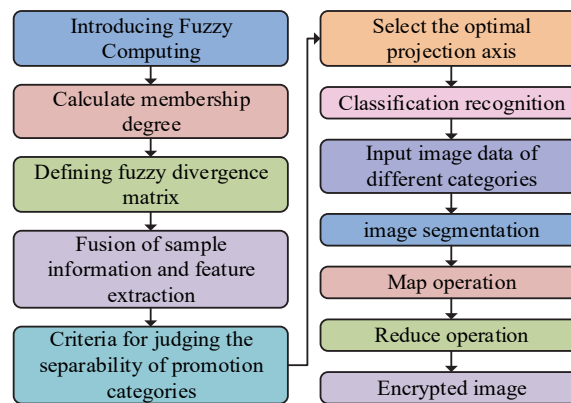 Introducing Fuzzy
Computing
Calculate membership
degree
Defining fuzzy divergence
matrix
Fusion of sample
information and feature
extraction
Criteria for judging the
separability of promotion
categories
Select the optimal
projection axis
Classification recognition
Input image data of
different categories
image segmentation
Map operation
Reduce operation
Encrypted image